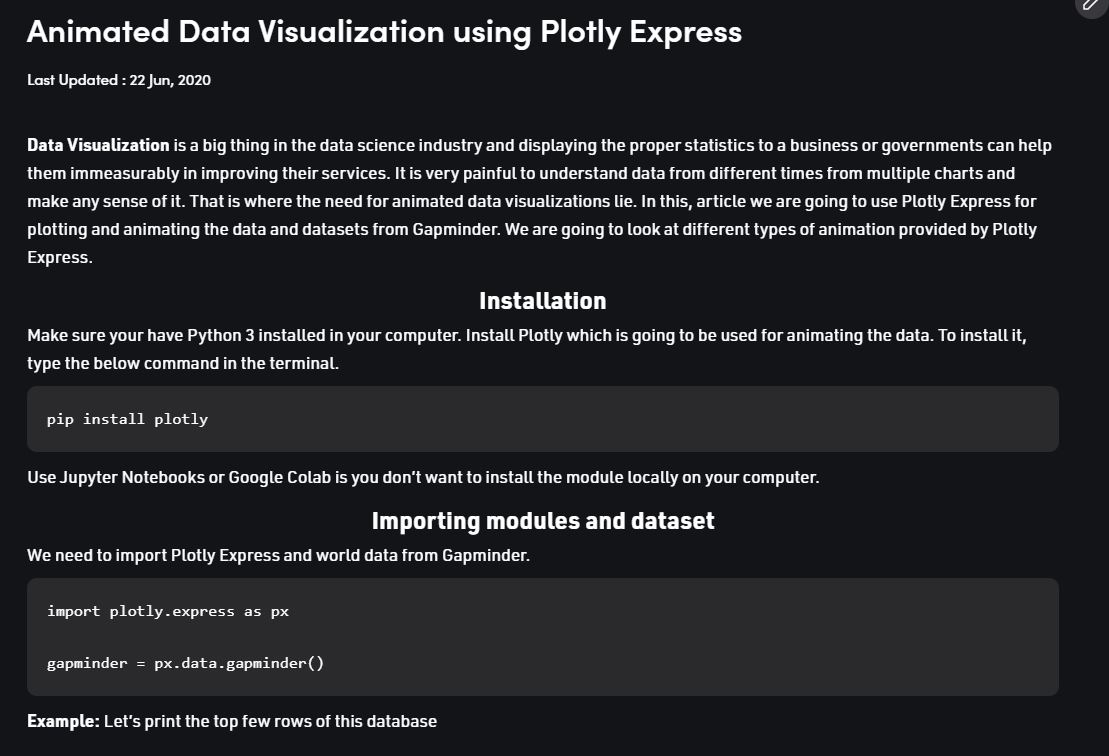 Animated Data Visualization using Plotly Express
Last Updated : 22 Jun, 2020
Data Visualization is a big thing in the data science industry and displaying the proper statistics to a business or governments can help
them immeasurably in improving their services. It is very painful to understand data from different times from multiple charts and
make any sense of it. That is where the need for animated data visualizations lie. In this, article we are going to use Plotly Express for
plotting and animating the data and datasets from Gapminder. We are going to look at different types of animation provided by Plotly
Express.
Installation
Make sure your have Python 3 installed in your computer. Install Plotly which is going to be used for animating the data. To install it,
type the below command in the terminal.
pip install plotly
Use Jupyter Notebooks or Google Colab is you don’t want to install the module locally on your computer.
Importing modules and dataset
We need to import Plotly Express and world data from Gapminder.
import plotly.express as px
gapminder = px.data.gapminder()
Example: Let’s print the top few rows of this database